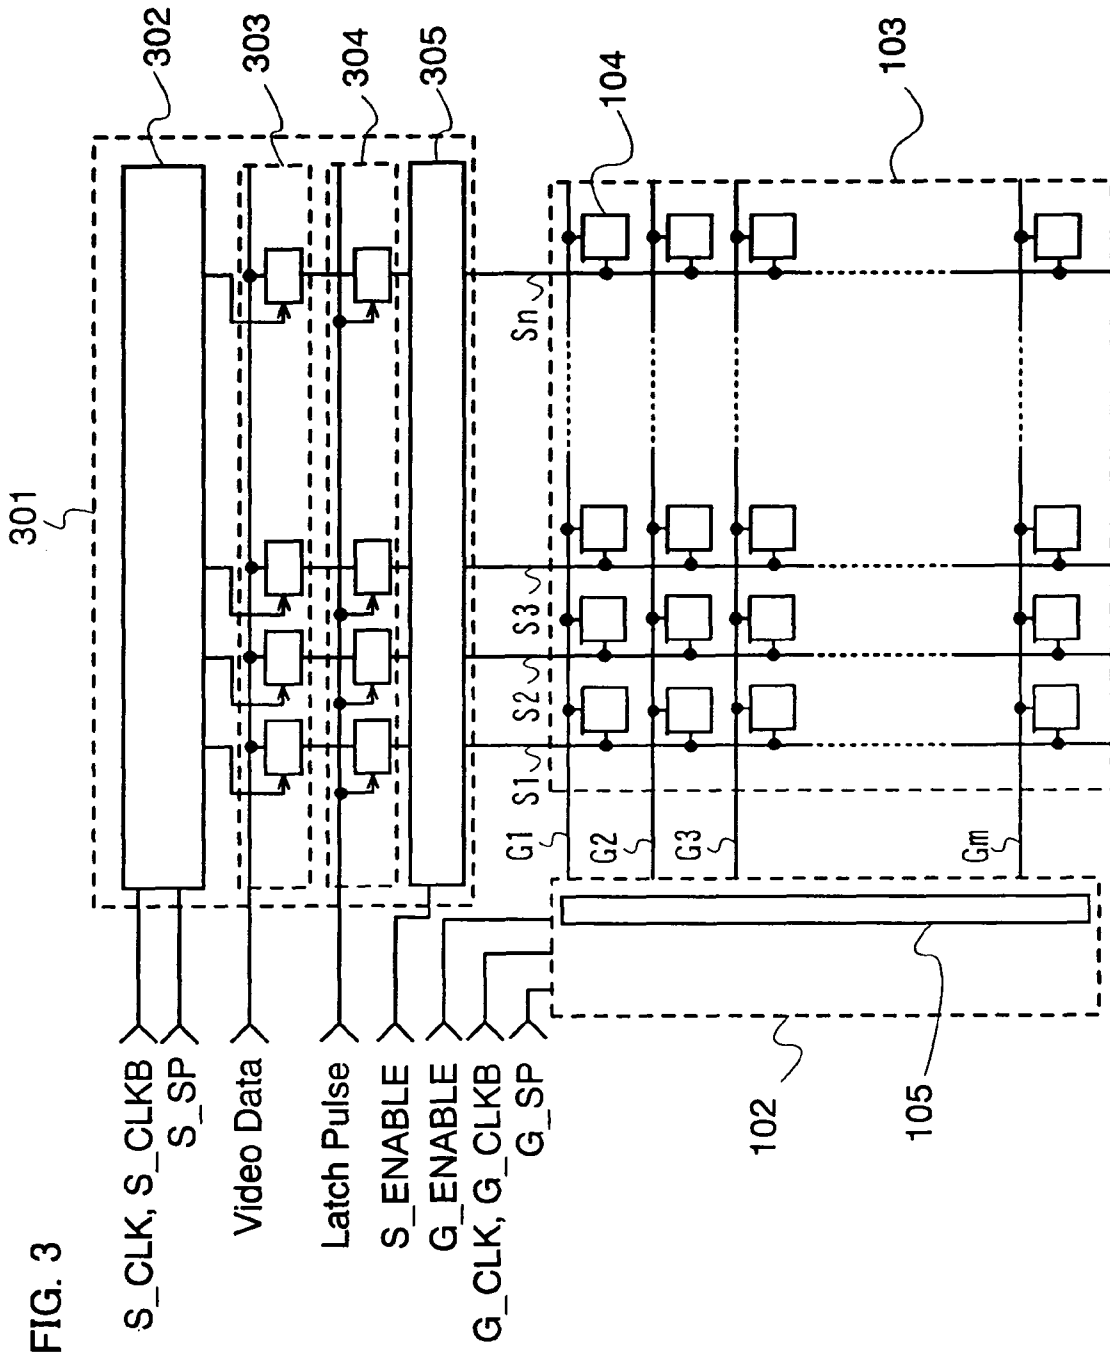 FIG. 3
301
302
303
304
305
S_CLK, S_CLKB
S_SP
Video Data
Latch Pulse
S_ENABLE
G_ENABLE
G_CLK, G_CLKB
G_SP
S1
S2
S3
Sn
G1
G2
G3
Gm
104
103
102
105